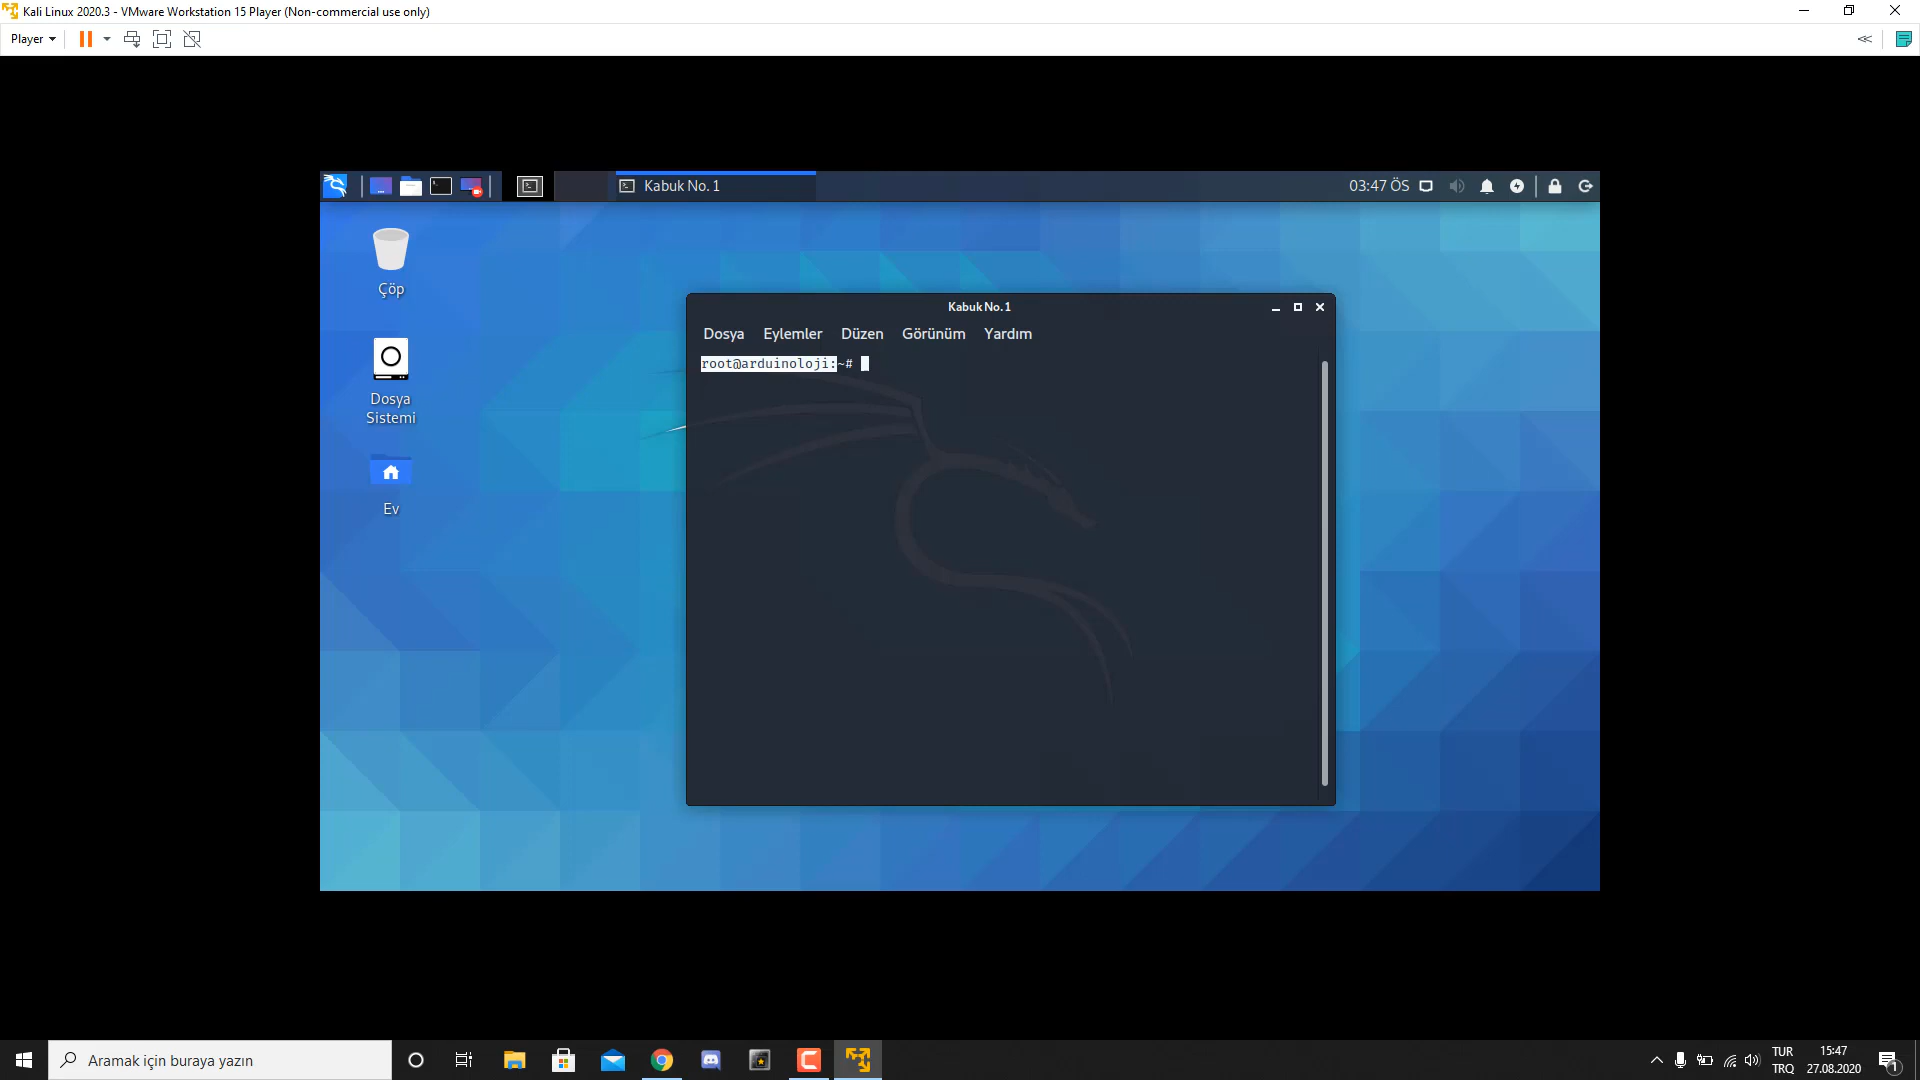 Kali Linux 2020.3 - VMware Workstation 15 Player (Non-commercial use only)
Player
Kabuk No. 1
03:47 ÖS
Çöp
Dosya
Sistemi
Ev
Kabuk No. 1
Dosya Eylemler Düzen Görünüm Yardım
root@arduinoloji:~#
Aramak için buraya yazın
TUR
TRQ
15:47
27.08.2020
1